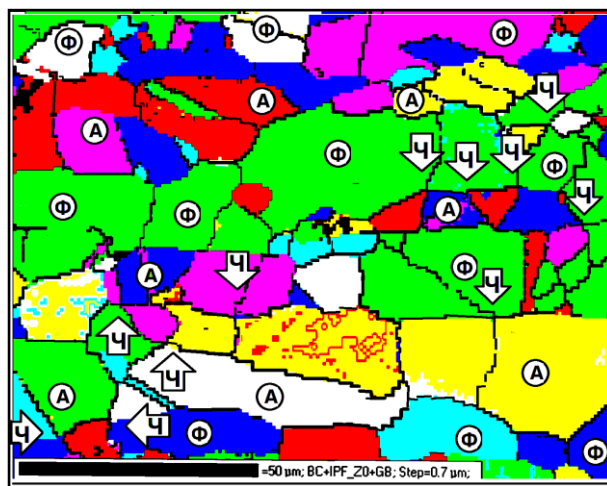 Ф Ф Ф
Ч
А А
А Ч Ч Ч
Ф Ф
Ф Ф Ч
А
А Ч Ф Ч
Ч Ч
А А А
Ч Ч Ф Ф Ф
=50 µm; BC+IPF_Z0+GB; Step=0.7 µm;